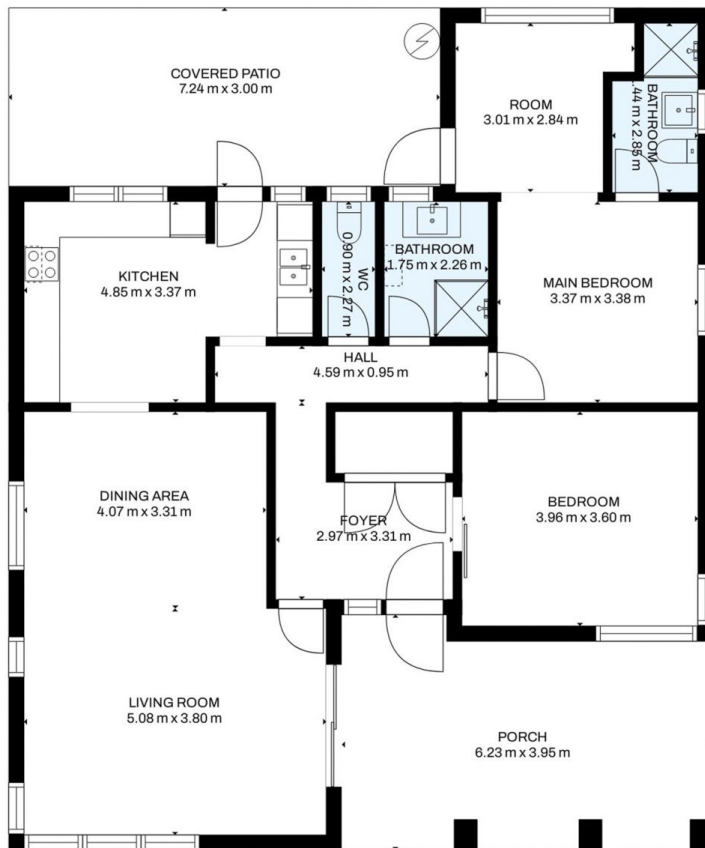 COVERED PATIO
7.24 m x 3.00 m
ROOM
3.01 m x 2.84 m
BATHROOM
.44 m x 2.85 m
KITCHEN
4.85 m x 3.37 m
WC
0.90 m x 2.27 m
BATHROOM
1.75 m x 2.26 m
MAIN BEDROOM
3.37 m x 3.38 m
HALL
4.59 m x 0.95 m
DINING AREA
4.07 m x 3.31 m
FOYER
2.97 m x 3.31 m
BEDROOM
3.96 m x 3.60 m
LIVING ROOM
5.08 m x 3.80 m
PORCH
6.23 m x 3.95 m